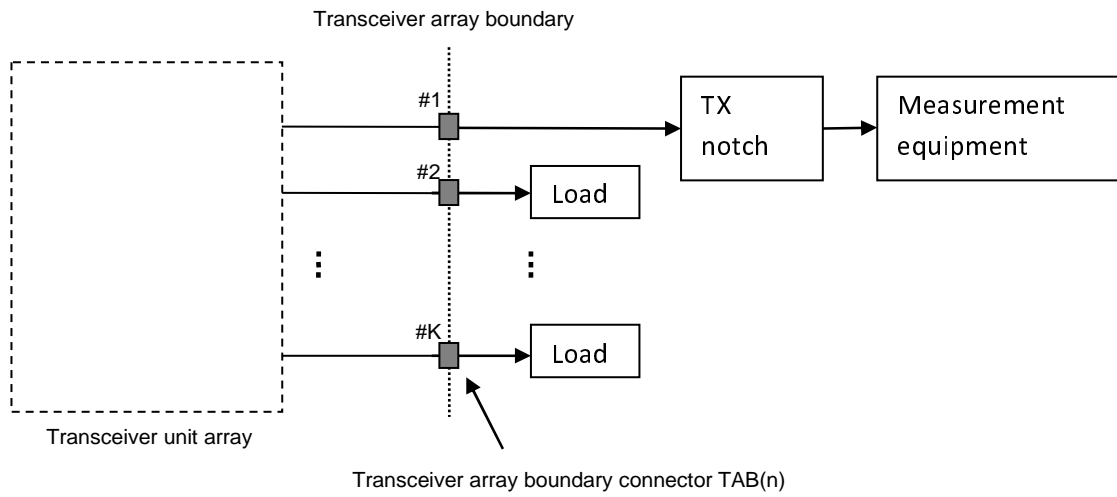 Transceiver array boundary
#1
TX
notch
Measurement
equipment
#2
Load
#K
Load
Transceiver unit array
Transceiver array boundary connector TAB(n)